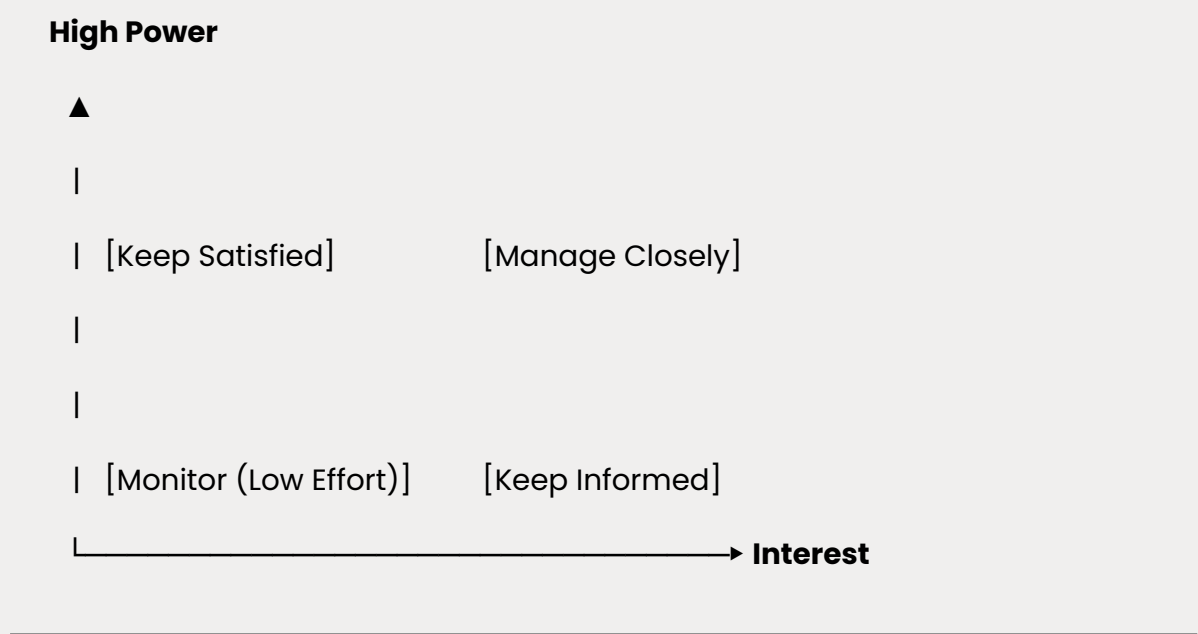 High Power
▲
|
| [Keep Satisfied] [Manage Closely]
|
|
| [Monitor (Low Effort)] [Keep Informed]
└──────────────────────▶ Interest